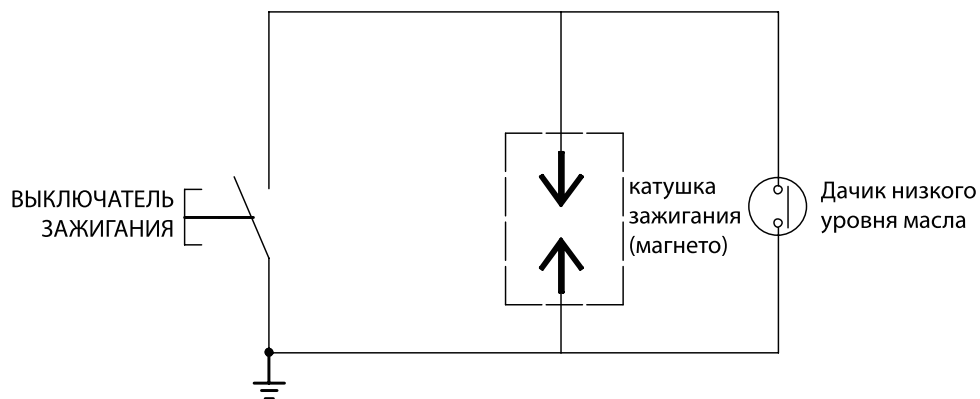 ВЫКЛЮЧАТЕЛЬ
ЗАЖИГАНИЯ
катушка
зажигания
(магнето)
Дачик низкого
уровня масла